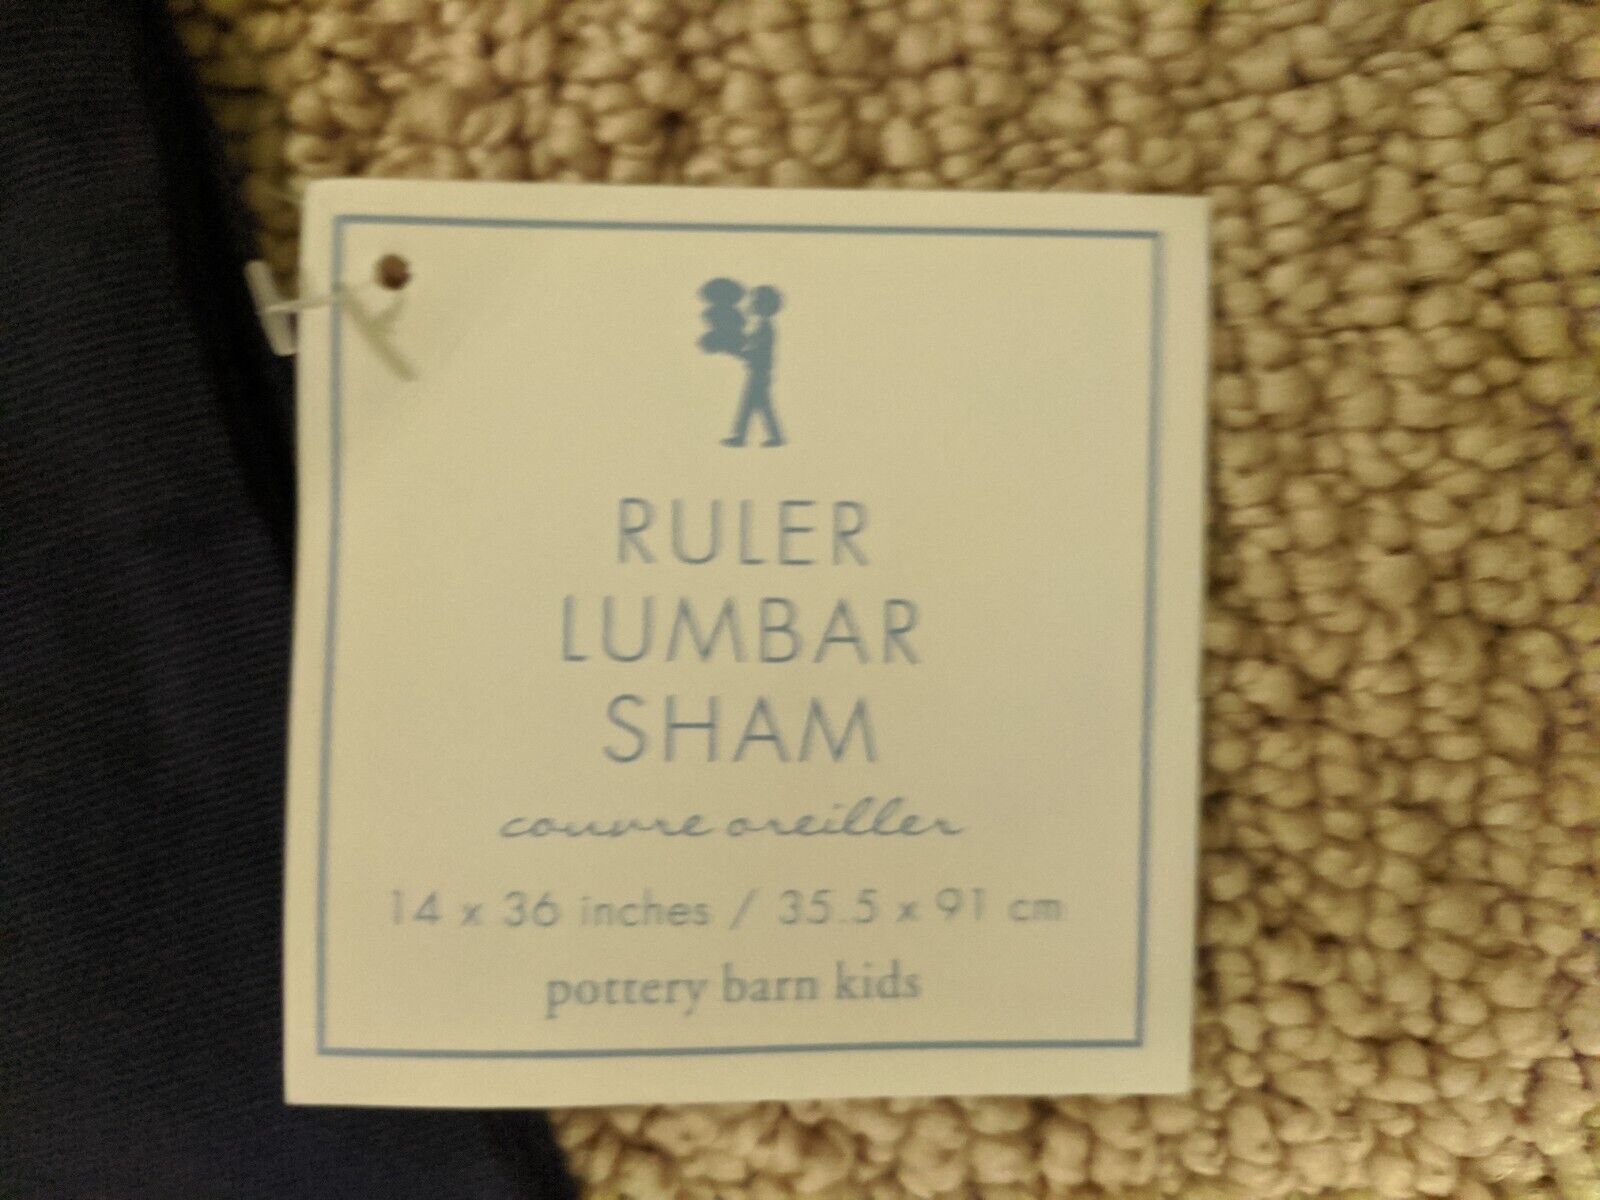 RULER
LUMBAR
SHAM
couvre oreiller
14 x 36 inches / 35.5 x 91 cm
pottery barn kids